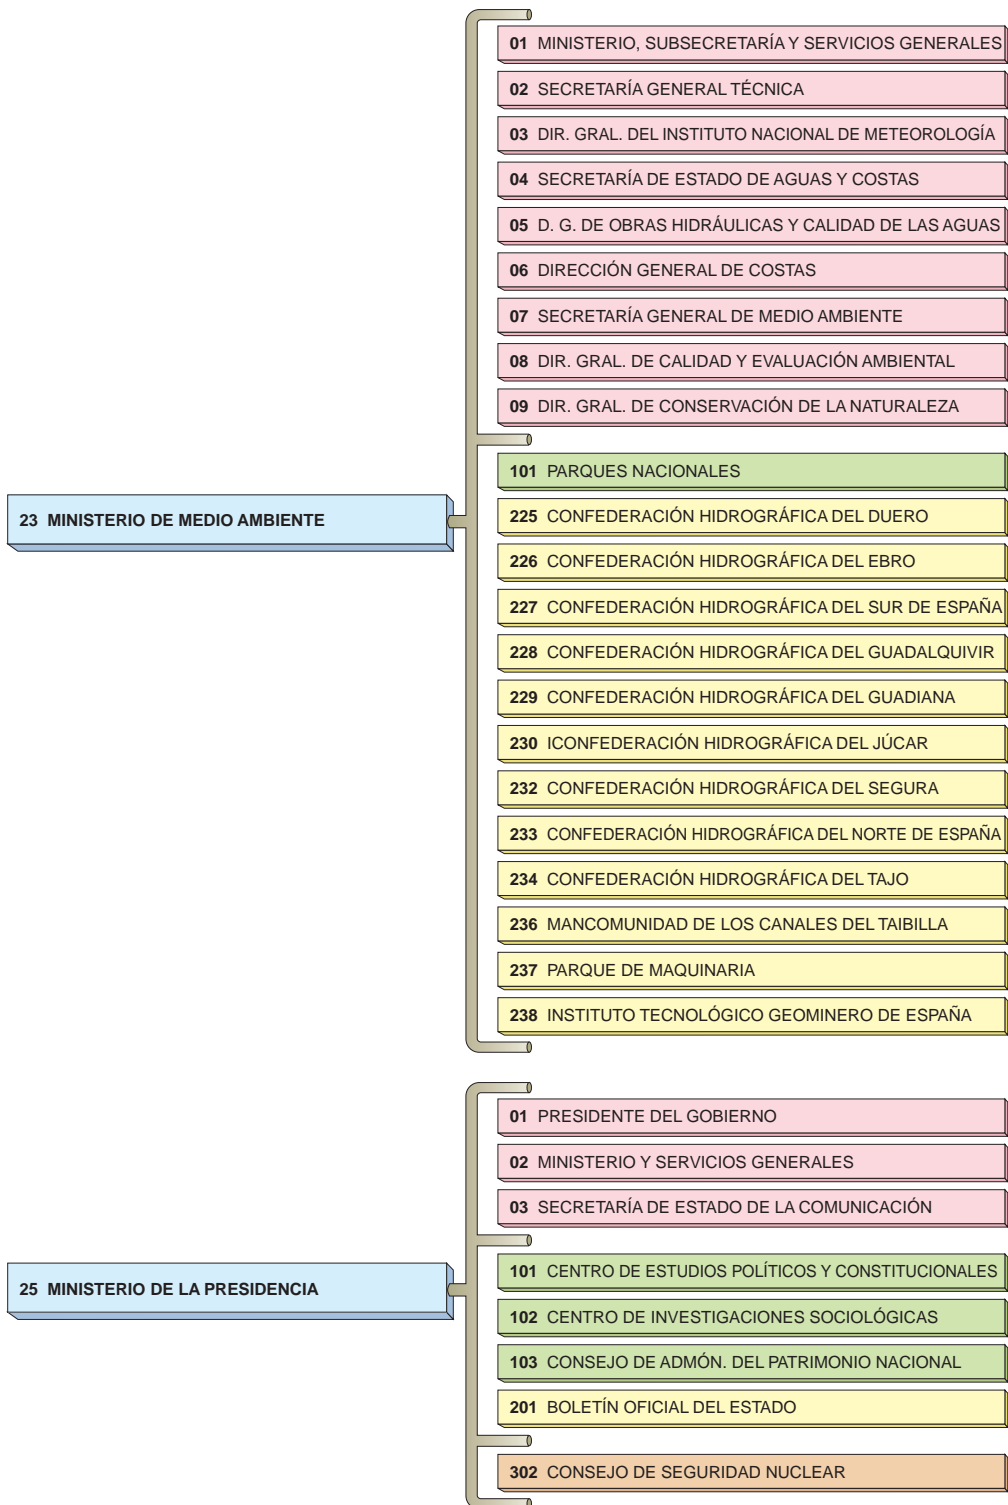 01 MINISTERIO, SUBSECRETARÍA Y SERVICIOS GENERALES
02 SECRETARÍA GENERAL TÉCNICA
03 DIR. GRAL. DEL INSTITUTO NACIONAL DE METEOROLOGÍA
04 SECRETARÍA DE ESTADO DE AGUAS Y COSTAS
05 D. G. DE OBRAS HIDRÁULICAS Y CALIDAD DE LAS AGUAS
06 DIRECCIÓN GENERAL DE COSTAS
07 SECRETARÍA GENERAL DE MEDIO AMBIENTE
08 DIR. GRAL. DE CALIDAD Y EVALUACIÓN AMBIENTAL
09 DIR. GRAL. DE CONSERVACIÓN DE LA NATURALEZA
101 PARQUES NACIONALES
23 MINISTERIO DE MEDIO AMBIENTE
225 CONFEDERACIÓN HIDROGRÁFICA DEL DUERO
226 CONFEDERACIÓN HIDROGRÁFICA DEL EBRO
227 CONFEDERACIÓN HIDROGRÁFICA DEL SUR DE ESPAÑA
228 CONFEDERACIÓN HIDROGRÁFICA DEL GUADALQUIVIR
229 CONFEDERACIÓN HIDROGRÁFICA DEL GUADIANA
230 ICONFEDERACIÓN HIDROGRÁFICA DEL JÚCAR
232 CONFEDERACIÓN HIDROGRÁFICA DEL SEGURA
233 CONFEDERACIÓN HIDROGRÁFICA DEL NORTE DE ESPAÑA
234 CONFEDERACIÓN HIDROGRÁFICA DEL TAJO
236 MANCOMUNIDAD DE LOS CANALES DEL TAIBILLA
237 PARQUE DE MAQUINARIA
238 INSTITUTO TECNOLÓGICO GEOMINERO DE ESPAÑA
01 PRESIDENTE DEL GOBIERNO
02 MINISTERIO Y SERVICIOS GENERALES
03 SECRETARÍA DE ESTADO DE LA COMUNICACIÓN
101 CENTRO DE ESTUDIOS POLÍTICOS Y CONSTITUCIONALES
25 MINISTERIO DE LA PRESIDENCIA
102 CENTRO DE INVESTIGACIONES SOCIOLÓGICAS
103 CONSEJO DE ADMÓN. DEL PATRIMONIO NACIONAL
201 BOLETÍN OFICIAL DEL ESTADO
302 CONSEJO DE SEGURIDAD NUCLEAR